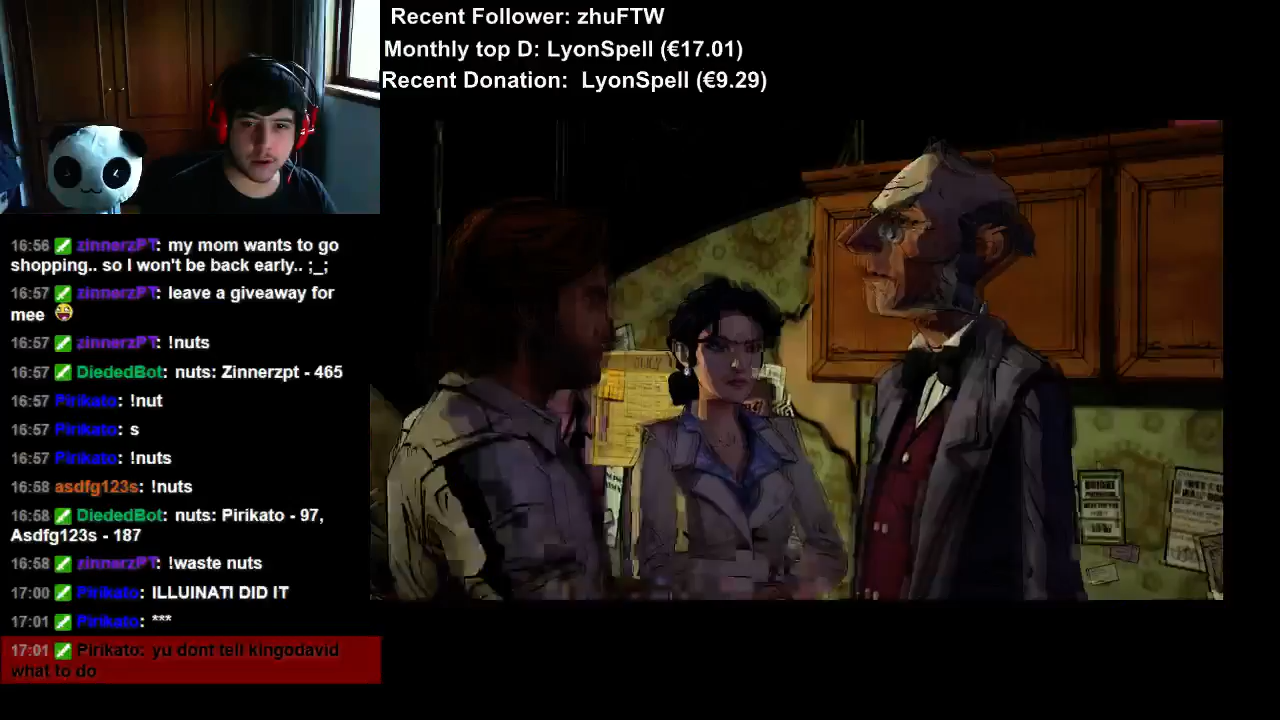 Recent Follower: zhuFTW
Monthly top D: LyonSpell (€17.01)
Recent Donation: LyonSpell (€9.29)
16:56 zinnerzPT: my mom wants to go
shopping.. so I won't be back early.. ;_;
16:57 zinnerzPT: leave a giveaway for
mee
16:57 zinnerzPT: !nuts
16:57 DiededBot: nuts: Zinnerzpt - 465
16:57 Pirikato: !nut
16:57 Pirikato: s
16:57 Pirikato: !nuts
16:58 asdfg123s: !nuts
16:58 DiededBot: nuts: Pirikato - 97,
Asdfg123s - 187
16:58 zinnerzPT: !waste nuts
17:00 Pirikato: ILLUINATI DID IT
17:01 Pirikato: ***
17:01 Pirikato: yu dont tell kingodavid
what to do